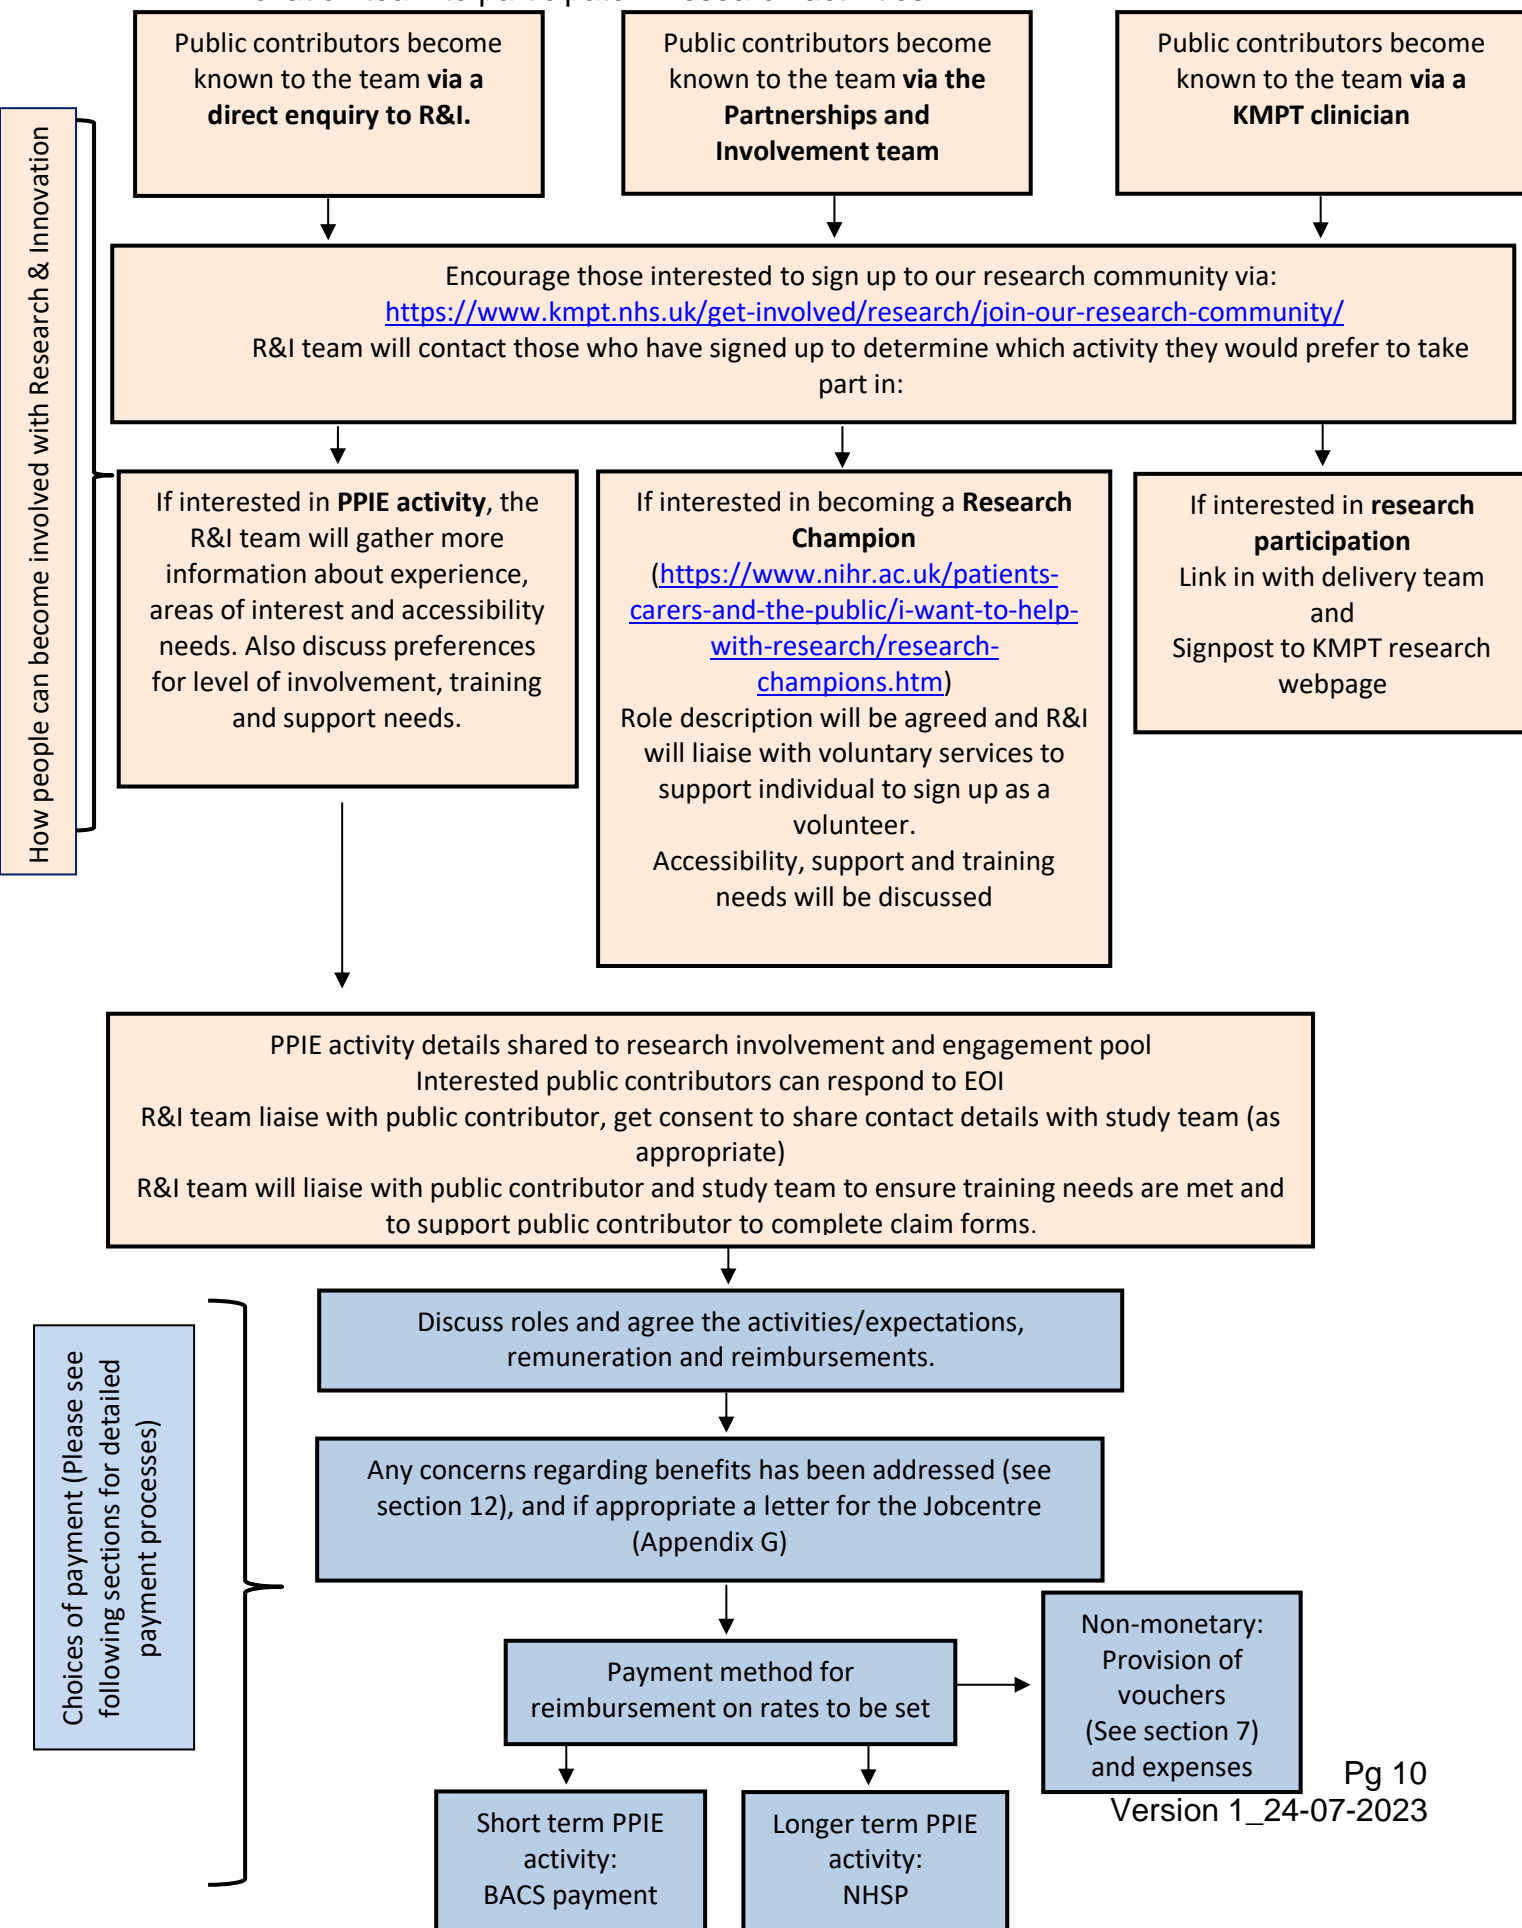 Public contributors become
known to the team via a
direct enquiry to R&I.
Public contributors become
known to the team via the
Partnerships and
Involvement team
Public contributors become
known to the team via a
KMPT clinician
How people can become involved with Research & Innovation
Encourage those interested to sign up to our research community via:
https://www.kmpt.nhs.uk/get-involved/research/join-our-research-community/
R&I team will contact those who have signed up to determine which activity they would prefer to take
part in:
If interested in PPIE activity, the
R&I team will gather more
information about experience,
areas of interest and accessibility
needs. Also discuss preferences
for level of involvement, training
and support needs.
If interested in becoming a Research
Champion
(https://www.nihr.ac.uk/patients-
carers-and-the-public/i-want-to-help-
with-research/research-
champions.htm)
Role description will be agreed and R&I
will liaise with voluntary services to
support individual to sign up as a
volunteer.
Accessibility, support and training
needs will be discussed
If interested in research
participation
Link in with delivery team
and
Signpost to KMPT research
webpage
PPIE activity details shared to research involvement and engagement pool
Interested public contributors can respond to EOI
R&I team liaise with public contributor, get consent to share contact details with study team (as
appropriate)
R&I team will liaise with public contributor and study team to ensure training needs are met and
to support public contributor to complete claim forms.
Choices of payment (Please see
following sections for detailed
payment processes)
Discuss roles and agree the activities/expectations,
remuneration and reimbursements.
Any concerns regarding benefits has been addressed (see
section 12), and if appropriate a letter for the Jobcentre
(Appendix G)
Payment method for
reimbursement on rates to be set
Non-monetary:
Provision of
vouchers
(See section 7)
and expenses
Short term PPIE
activity:
BACS payment
Longer term PPIE
activity:
NHSP
Pg 10
Version 1_24-07-2023